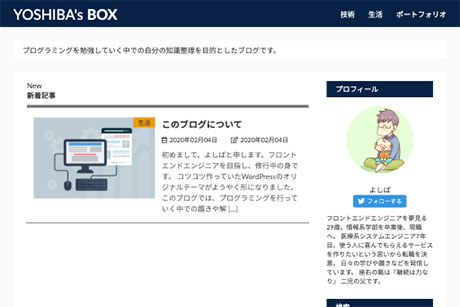 YOSHIBA's BOX
技術 生活 ポートフォリオ
プログラミングを勉強していく中での自分の知識整理を目的としたブログです。
New
新着記事
生活
このブログについて
2020年02月04日 2020年02月04日
初めまして、よしばと申します。フロント
エンドエンジニアを目指し、修行中の身で
す。 コツコツ作っていたWordPressのオリ
ジナルテーマがようやく形になりました。
このブログでは、プログラミングを行って
いく中での躓きや解 [...]
プロフィール
よしば
フォローする
フロントエンドエンジニアを夢見る
29歳。情報系学部を卒業後、現職
へ。 医療系システムエンジニア7年
目。使う人に喜んでもらえるサービス
を作りたいという思いから転職を決
意。 日々の学びや躓きなどを発信し
ています。 座右の銘は『継続は力な
り』 二児の父です。